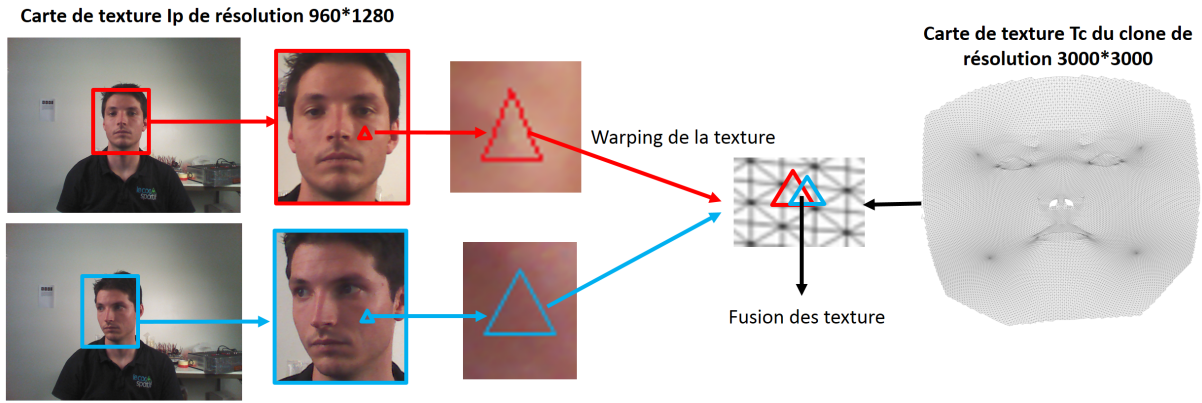 Carte de texture Ip de résolution 960*1280
Carte de texture Tc du clone de
résolution 3000*3000
Warping de la texture
Fusion des texture